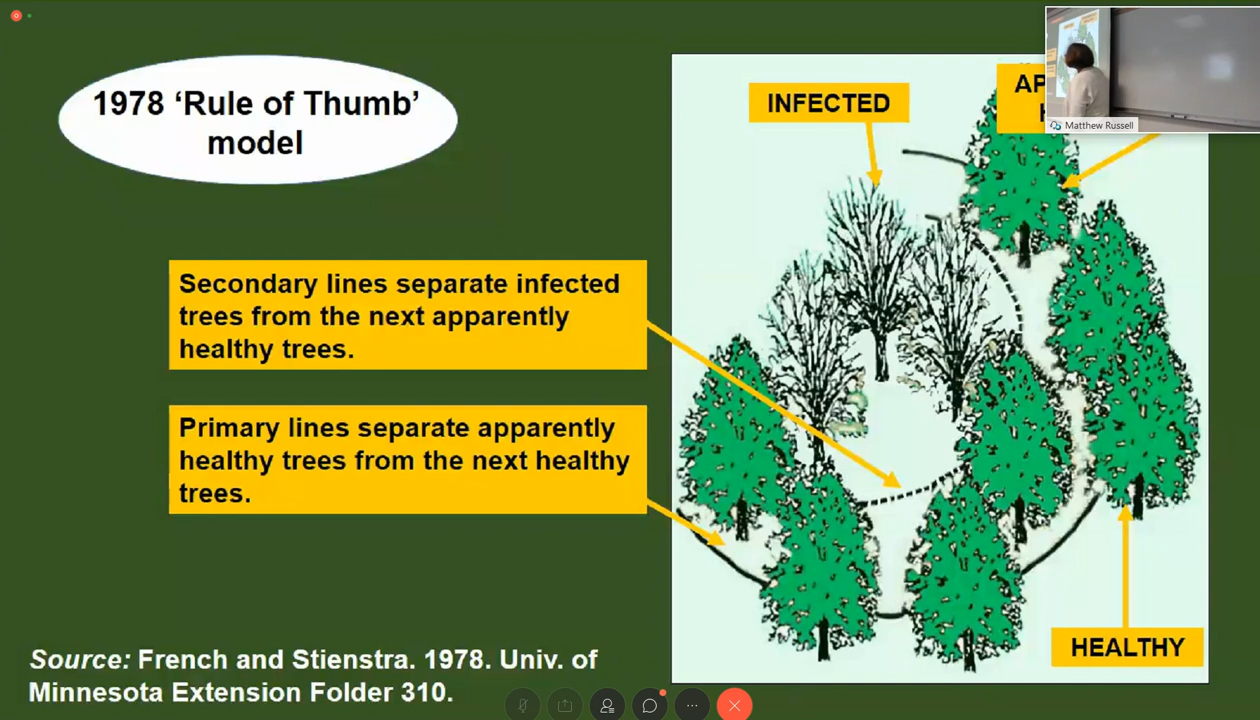 1978 ‘Rule of Thumb’
model
INFECTED
Matthew Russell
Secondary lines separate infected
trees from the next apparently
healthy trees.
Primary lines separate apparently
healthy trees from the next healthy
trees.
HEALTHY
Source: French and Stienstra. 1978. Univ. of
Minnesota Extension Folder 310.